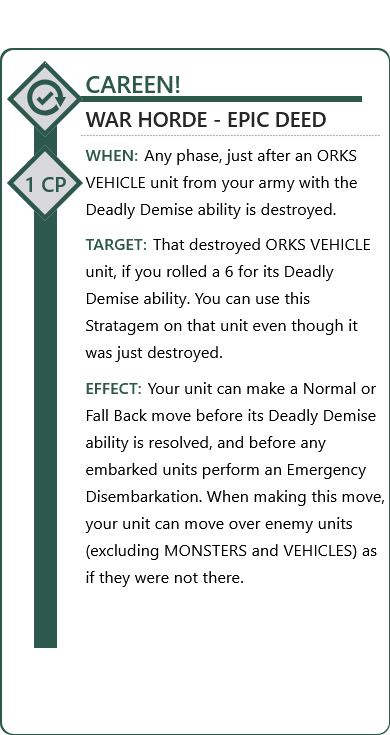 CAREEN!
WAR HORDE - EPIC DEED
1 CP
WHEN: Any phase, just after an ORKS
VEHICLE unit from your army with the
Deadly Demise ability is destroyed.
TARGET: That destroyed ORKS VEHICLE
unit, if you rolled a 6 for its Deadly
Demise ability. You can use this
Stratagem on that unit even though it
was just destroyed.
EFFECT: Your unit can make a Normal or
Fall Back move before its Deadly Demise
ability is resolved, and before any
embarked units perform an Emergency
Disembarkation. When making this move,
your unit can move over enemy units
(excluding MONSTERS and VEHICLES) as
if they were not there.